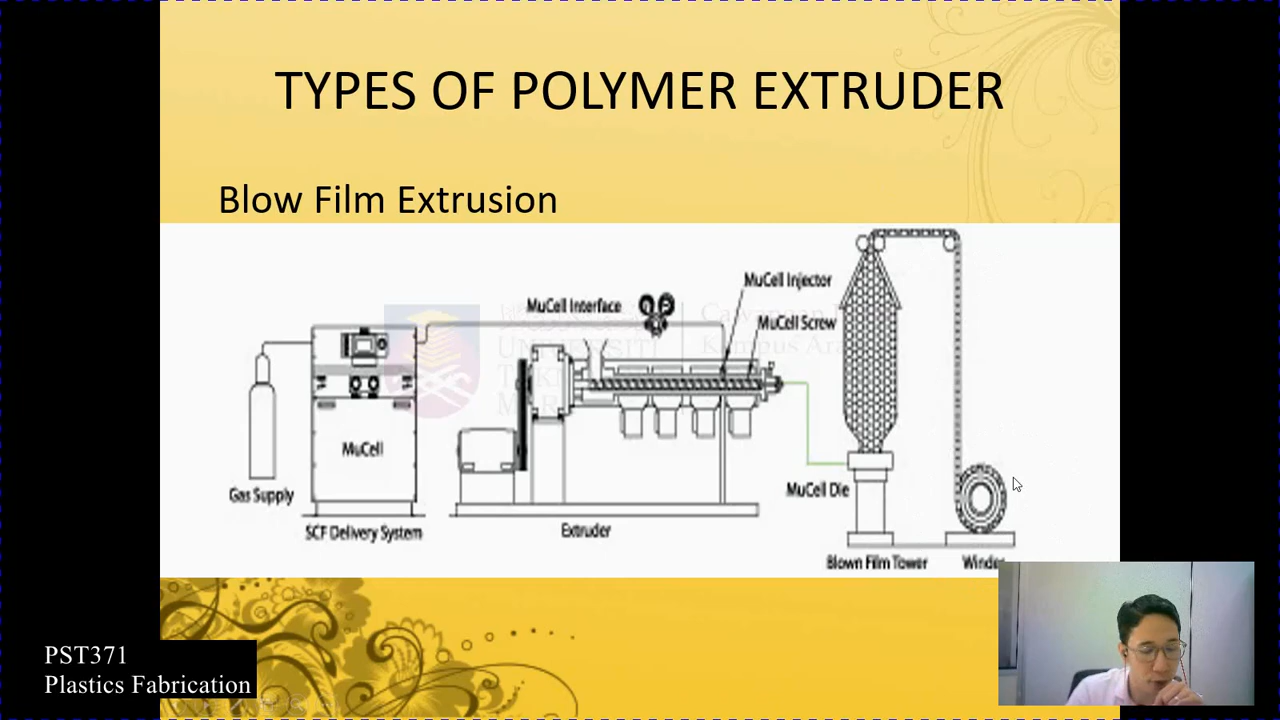 TYPES OF POLYMER EXTRUDER
Blow Film Extrusion
MuCell Injector
MuCell Interface
MuCell Screw
MuCell
MuCell Die
Gas Supply
SCF Delivery System
Extruder
Blown Film Tower
PST371
Plastics Fabrication